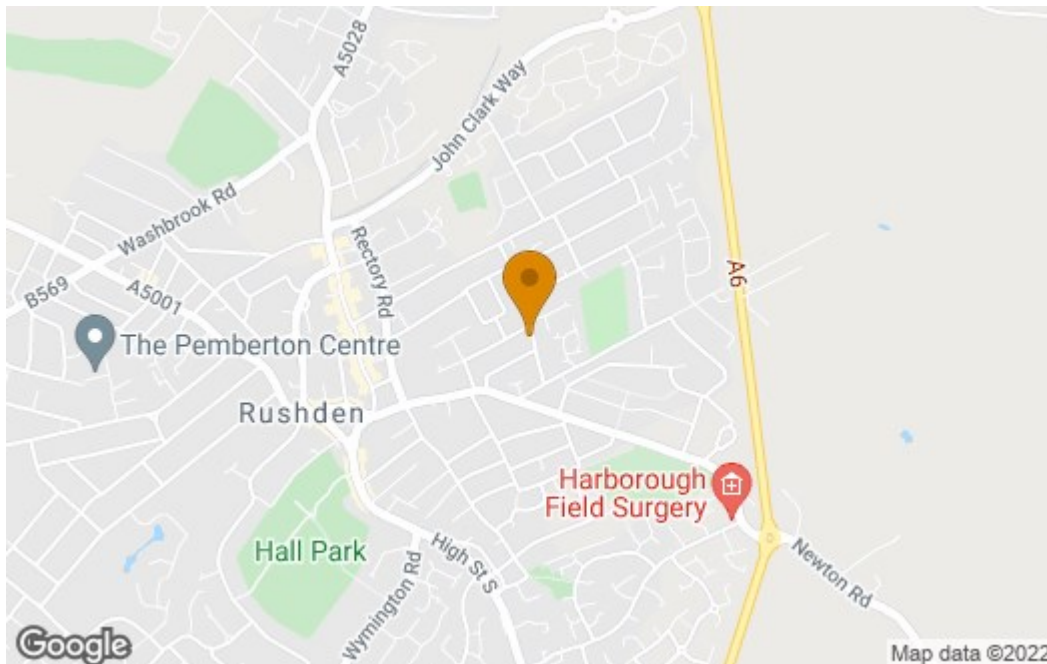 A5028
John Clark Way
Washbrook Rd
Rectory Rd
A6
B569
A5001
The Pemberton Centre
Rushden
Harborough
Field Surgery
Hall Park
High St S
Wymington Rd
Newton Rd
Google
Map data ©2022